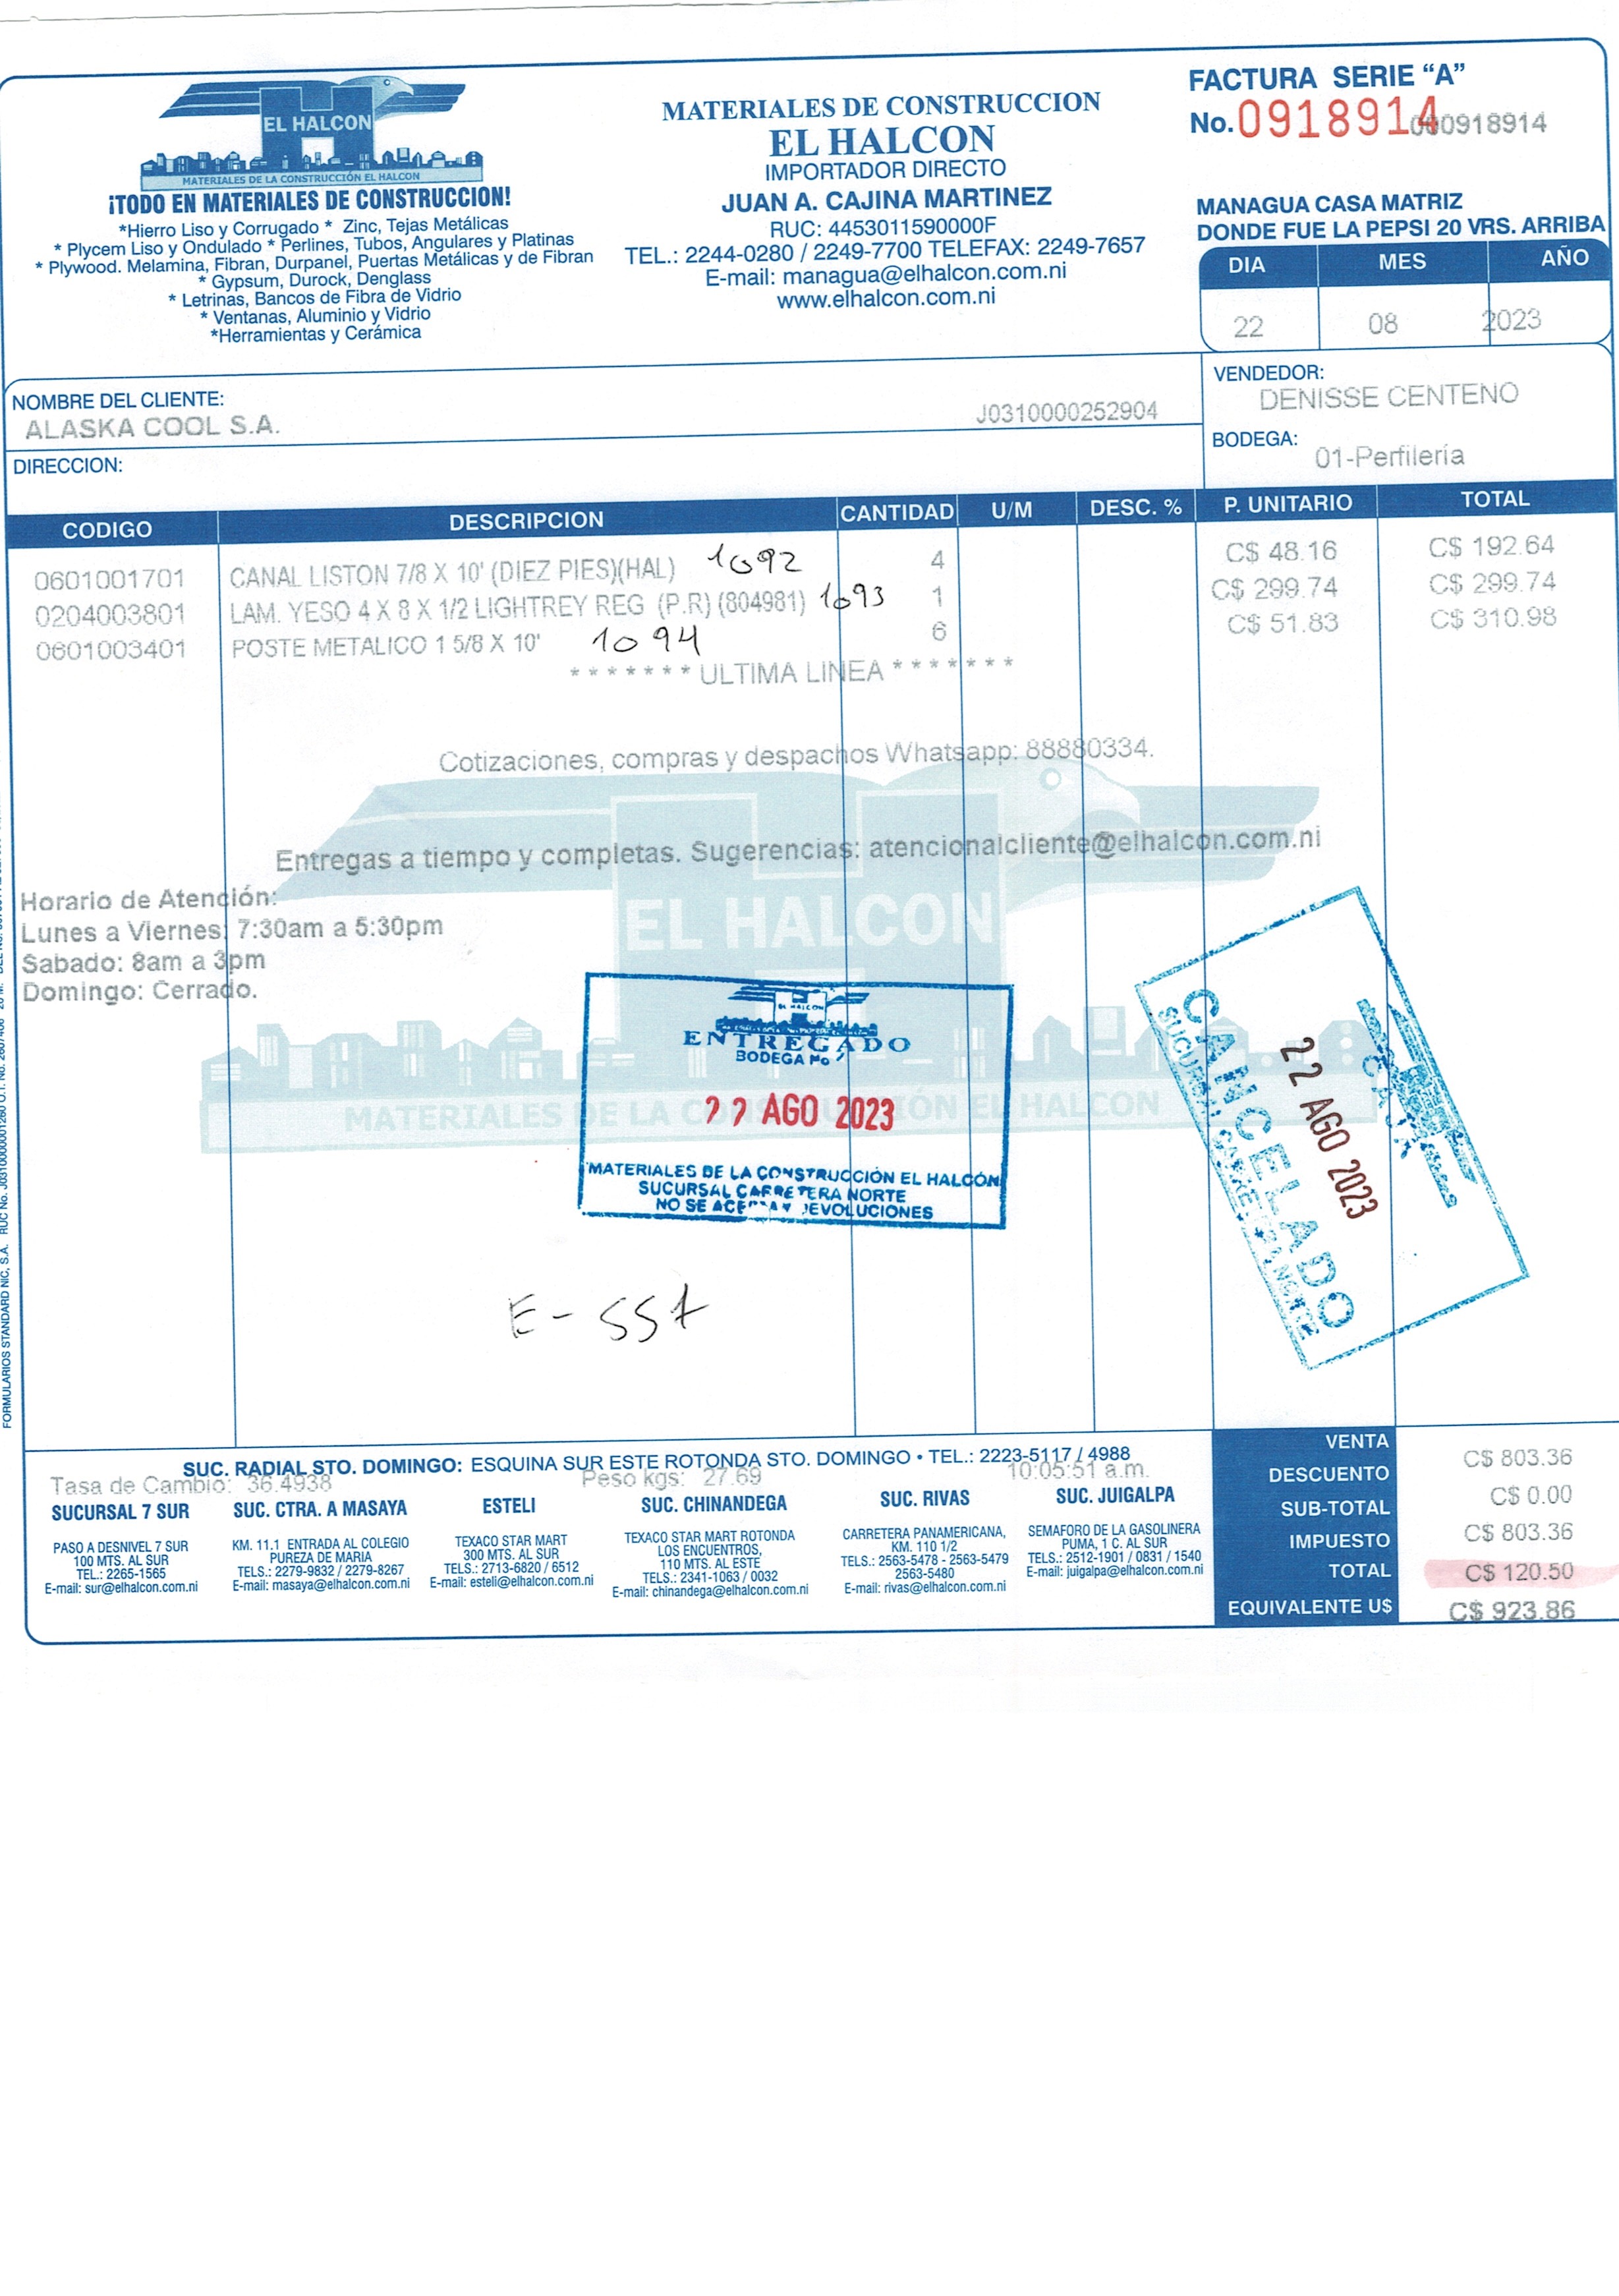 EL HALCON
MATERIALES DE LA CONSTRUCCIÓN EL HALCON
¡TODO EN MATERIALES DE CONSTRUCCION!
*Hierro Liso y Corrugado * Zinc, Tejas Metálicas
* Plycem Liso y Ondulado * Perlines, Tubos, Angulares y Platinas
* Plywood. Melamina, Fibran, Durpanel, Puertas Metálicas y de Fibran
* Gypsum, Durock, Denglass
* Letrinas, Bancos de Fibra de Vidrio
* Ventanas, Aluminio y Vidrio
*Herramientas y Cerámica
MATERIALES DE CONSTRUCCION
EL HALCON
IMPORTADOR DIRECTO
JUAN A. CAJINA MARTINEZ
RUC: 4453011590000F
TEL.: 2244-0280 / 2249-7700 TELEFAX: 2249-7657
E-mail: managua@elhalcon.com.ni
www.elhalcon.com.ni
FACTURA SERIE "A"
No. 0918914 000918914
MANAGUA CASA MATRIZ
DONDE FUE LA PEPSI 20 VRS. ARRIBA
DIA MES AÑO
22 08 2023
NOMBRE DEL CLIENTE:
ALASKA COOL S.A. J0310000252904
DIRECCION:
VENDEDOR:
DENISSE CENTENO
BODEGA:
01-Perfilería
CODIGO DESCRIPCION CANTIDAD U/M DESC. % P. UNITARIO TOTAL
0601001701 CANAL LISTON 7/8 X 10' (DIEZ PIES)(HAL) 1092 4 C$ 48.16 C$ 192.64
0204003801 LAM. YESO 4 X 8 X 1/2 LIGHTREY REG (P.R) (804981) 1093 1 C$ 299.74 C$ 299.74
0601003401 POSTE METALICO 1 5/8 X 10' 1094 6 C$ 51.83 C$ 310.98
* * * * * * * ULTIMA LINEA * * * * * * *
Cotizaciones, compras y despachos Whatsapp: 88880334.
Entregas a tiempo y completas. Sugerencias: atencionalcliente@elhalcon.com.ni
Horario de Atención:
Lunes a Viernes: 7:30am a 5:30pm
Sabado: 8am a 3pm
Domingo: Cerrado.
EL HALCON
MATERIALES DE LA CONSTRUCCIÓN EL HALCON
EL HALCON
ENTREGADO
BODEGA No
22 AGO 2023
MATERIALES DE LA CONSTRUCCIÓN EL HALCÓN
SUCURSAL CARRETERA NORTE
NO SE ACEPTAN DEVOLUCIONES
22 AGO 2023
CANCELADO
E-551
FORMULARIOS STANDARD NIC, S.A.
SUC. RADIAL STO. DOMINGO: ESQUINA SUR ESTE ROTONDA STO. DOMINGO • TEL.: 2223-5117 / 4988
Tasa de Cambio: 36.4938 Peso kgs: 27.69 10:05:51 a.m.
SUCURSAL 7 SUR
PASO A DESNIVEL 7 SUR
100 MTS. AL SUR
TEL.: 2265-1565
E-mail: sur@elhalcon.com.ni
SUC. CTRA. A MASAYA
KM. 11.1 ENTRADA AL COLEGIO
PUREZA DE MARIA
TELS.: 2279-9832 / 2279-8267
E-mail: masaya@elhalcon.com.ni
ESTELI
TEXACO STAR MART
300 MTS. AL SUR
TELS.: 2713-6820 / 6512
E-mail: esteli@elhalcon.com.ni
SUC. CHINANDEGA
TEXACO STAR MART ROTONDA
LOS ENCUENTROS,
110 MTS. AL ESTE
TELS.: 2341-1063 / 0032
E-mail: chinandega@elhalcon.com.ni
SUC. RIVAS
CARRETERA PANAMERICANA,
KM. 110 1/2
TELS.: 2563-5478 - 2563-5479
2563-5480
E-mail: rivas@elhalcon.com.ni
SUC. JUIGALPA
SEMAFORO DE LA GASOLINERA
PUMA, 1 C. AL SUR
TELS.: 2512-1901 / 0831 / 1540
E-mail: juigalpa@elhalcon.com.ni
VENTA C$ 803.36
DESCUENTO C$ 0.00
SUB-TOTAL C$ 803.36
IMPUESTO C$ 120.50
TOTAL C$ 923.86
EQUIVALENTE U$